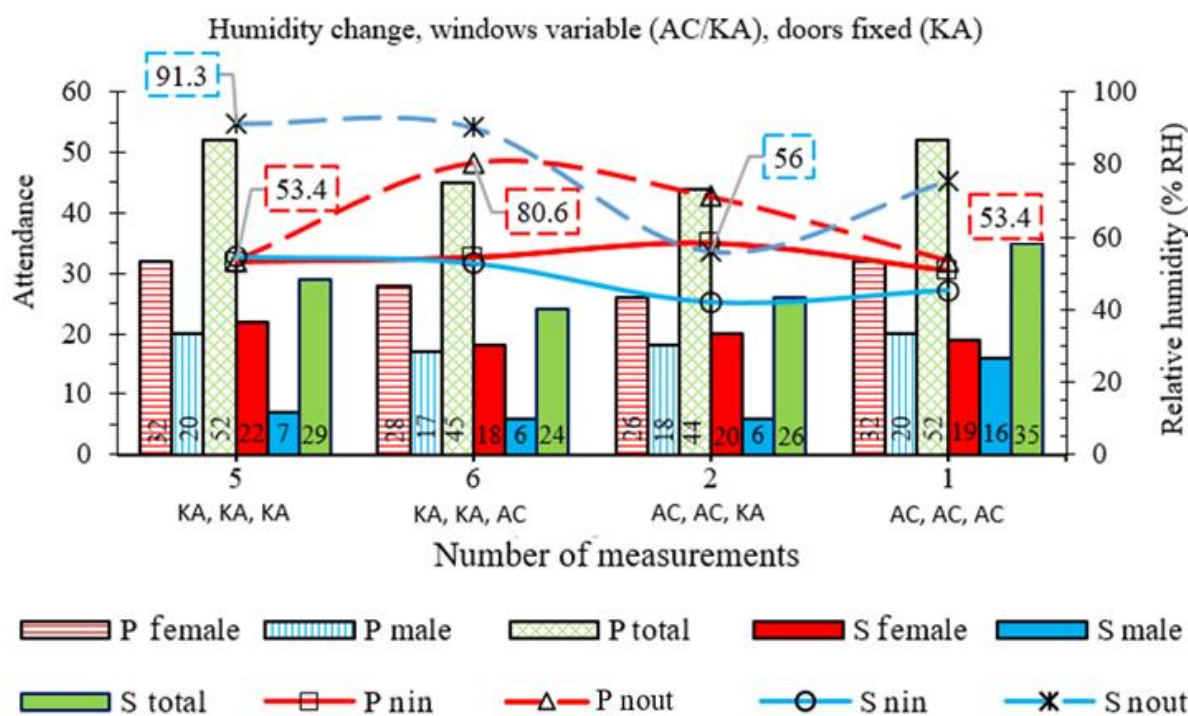 Humidity change, windows variable (AC/KA), doors fixed (KA)
91.3
60
50
40
30
20
10
0
Attendance
53.4
80.6
56
53.4
100
80
60
40
20
0
Relative humidity (% RH)
32 20 52 22 7 29
28 17 45 18 6 24
26 18 44 20 6 26
32 20 52 19 16 35
5 6 2 1
KA, KA, KA KA, KA, AC AC, AC, KA AC, AC, AC
Number of measurements
P female P male P total S female S male
S total P nin P nout S nin S nout